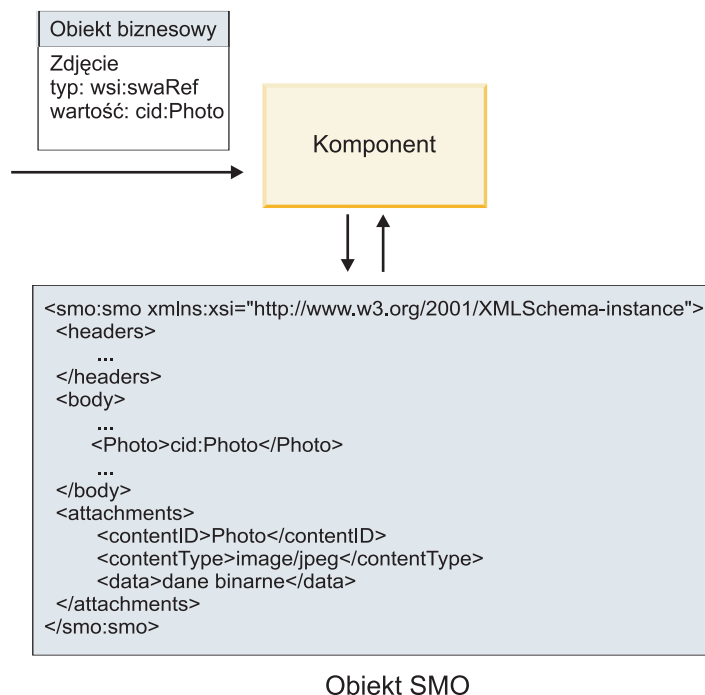 Obiekt biznesowy
Zdjęcie
typ: wsi:swaRef
wartość: cid:Photo
Komponent
<smo:smo xmlns:xsi="http://www.w3.org/2001/XMLSchema-instance">
<headers>
...
</headers>
<body>
...
<Photo>cid:Photo</Photo>
...
</body>
<attachments>
<contentID>Photo</contentID>
<contentType>image/jpeg</contentType>
<data>dane binarne</data>
</attachments>
</smo:smo>
Obiekt SMO